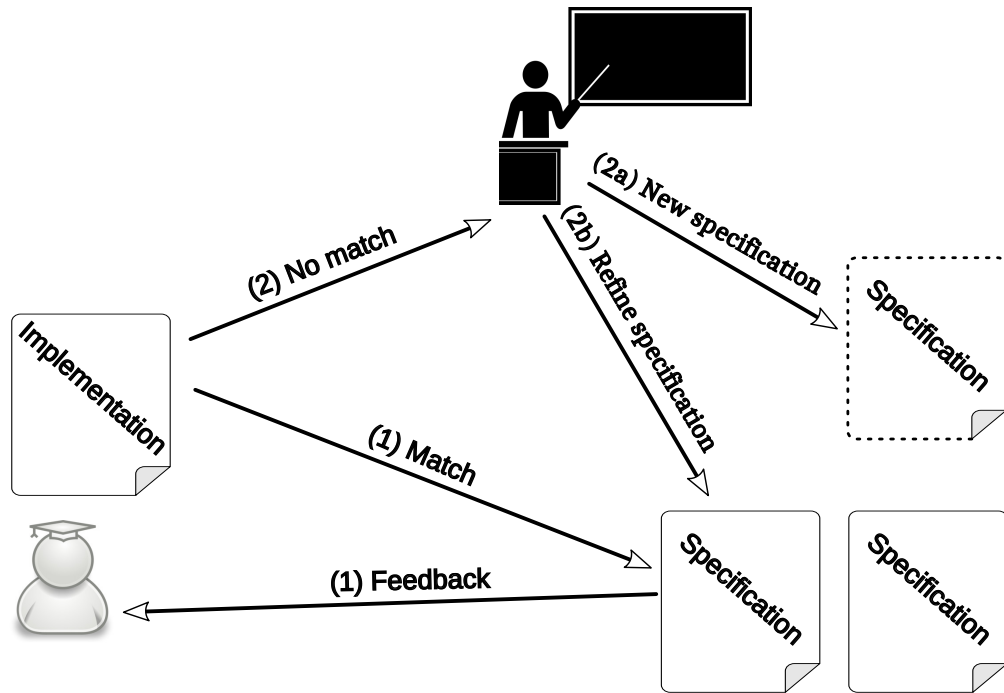 (2a) New specification
(2b) Refine specification
(2) No match
Specification
Implementation
(1) Match
(1) Feedback
Specification
Specification